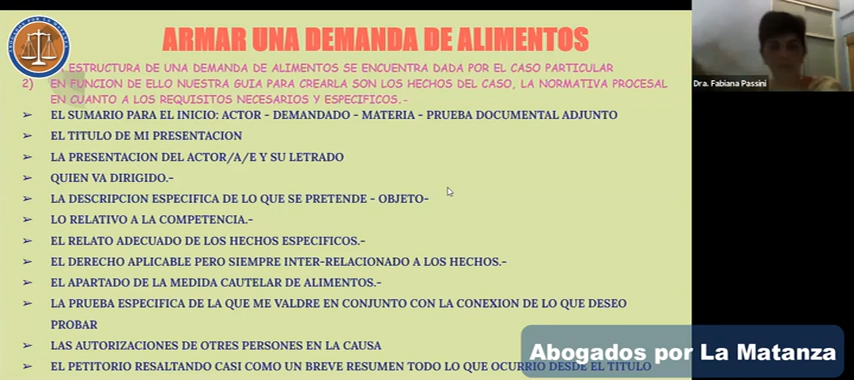 ARMAR UNA DEMANDA DE ALIMENTOS
ESTRUCTURA DE UNA DEMANDA DE ALIMENTOS SE ENCUENTRA DADA POR EL CASO PARTICULAR
2) EN FUNCION DE ELLO NUESTRA GUIA PARA CREARLA SON LOS HECHOS DEL CASO, LA NORMATIVA PROCESAL
EN CUANTO A LOS REQUISITOS NECESARIOS Y ESPECIFICOS.-
➢ EL SUMARIO PARA EL INICIO: ACTOR - DEMANDADO - MATERIA - PRUEBA DOCUMENTAL ADJUNTO
➢ EL TITULO DE MI PRESENTACION
➢ LA PRESENTACION DEL ACTOR/A/E Y SU LETRADO
➢ QUIEN VA DIRIGIDO.-
➢ LA DESCRIPCION ESPECIFICA DE LO QUE SE PRETENDE - OBJETO-
➢ LO RELATIVO A LA COMPETENCIA.-
➢ EL RELATO ADECUADO DE LOS HECHOS ESPECIFICOS.-
➢ EL DERECHO APLICABLE PERO SIEMPRE INTER-RELACIONADO A LOS HECHOS.-
➢ EL APARTADO DE LA MEDIDA CAUTELAR DE ALIMENTOS.-
➢ LA PRUEBA ESPECIFICA DE LA QUE ME VALDRE EN CONJUNTO CON LA CONEXION DE LO QUE DESEO
PROBAR
➢ LAS AUTORIZACIONES DE OTRES PERSONES EN LA CAUSA
➢ EL PETITORIO RESALTANDO CASI COMO UN BREVE RESUMEN TODO LO QUE OCURRIO DESDE EL TITULO
Dra. Fabiana Passini
Abogados por La Matanza